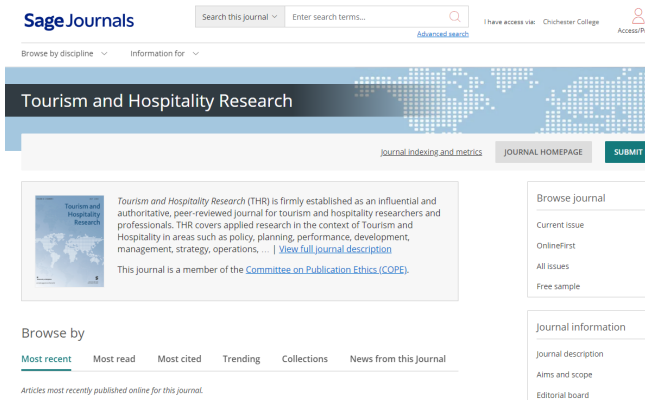 Sage Journals
Search this journal
Enter search terms...
Advanced search
I have access via: Chichester College
Access/P
Browse by discipline
Information for
Tourism and Hospitality Research
Journal indexing and metrics
JOURNAL HOMEPAGE
SUBMIT
Tourism and
Hospitality
Research
Tourism and Hospitality Research (THR) is firmly established as an influential and
authoritative, peer-reviewed journal for tourism and hospitality researchers and
professionals. THR covers applied research in the context of Tourism and
Hospitality in areas such as policy, planning, performance, development,
management, strategy, operations, … | View full journal description
This journal is a member of the Committee on Publication Ethics (COPE).
Browse journal
Current issue
OnlineFirst
All issues
Free sample
Browse by
Most recent
Most read
Most cited
Trending
Collections
News from this Journal
Articles most recently published online for this journal.
Journal information
Journal description
Aims and scope
Editorial board